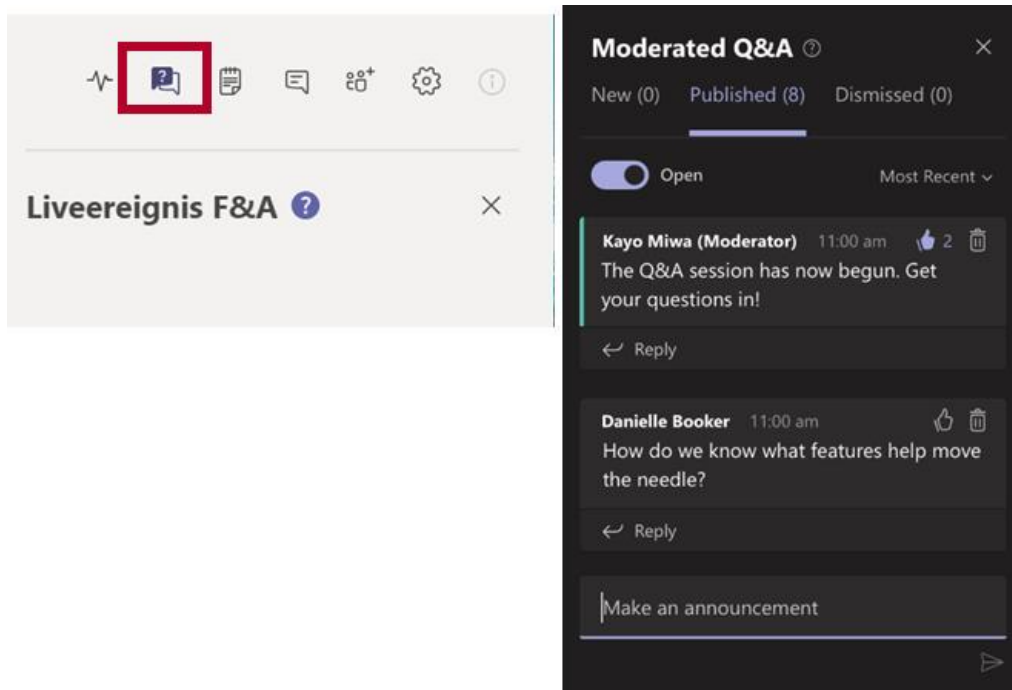 Liveereignis F&A ?
Moderated Q&A
New (0) Published (8) Dismissed (0)
Open Most Recent
Kayo Miwa (Moderator) 11:00 am 2
The Q&A session has now begun. Get
your questions in!
Reply
Danielle Booker 11:00 am
How do we know what features help move
the needle?
Reply
Make an announcement